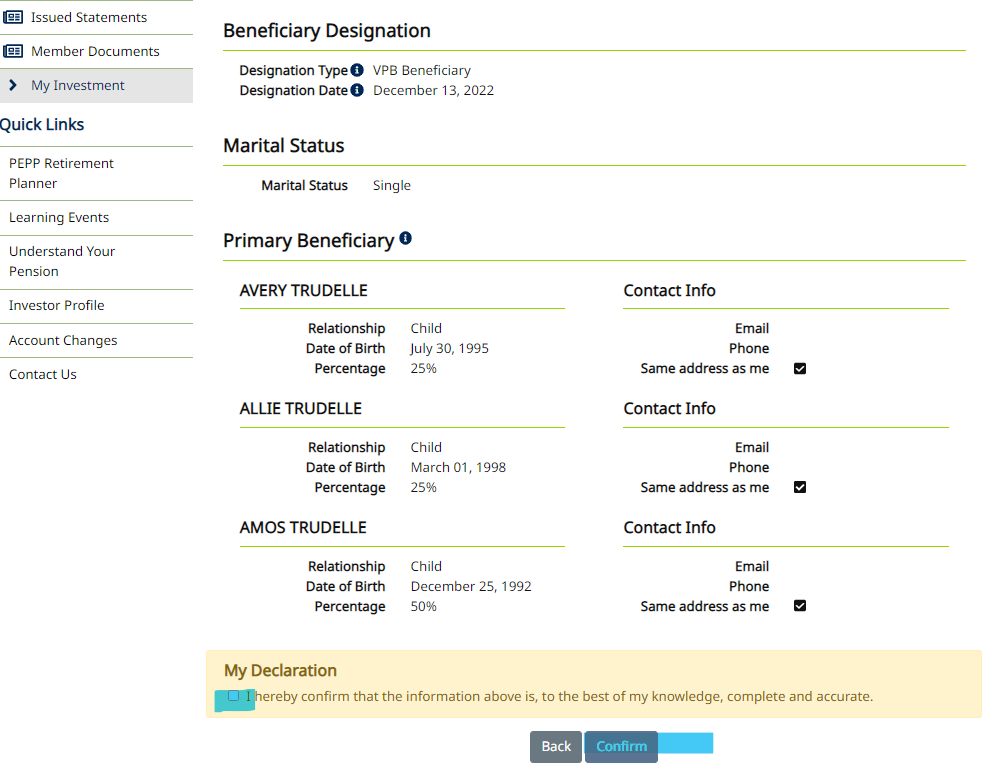 Issued Statements
Member Documents
My Investment
Quick Links
PEPP Retirement
Planner
Learning Events
Understand Your
Pension
Investor Profile
Account Changes
Contact Us
Beneficiary Designation
Designation Type VPB Beneficiary
Designation Date December 13, 2022
Marital Status
Marital Status Single
Primary Beneficiary
AVERY TRUDELLE
Relationship Child
Date of Birth July 30, 1995
Percentage 25%
Contact Info
Email
Phone
Same address as me
ALLIE TRUDELLE
Relationship Child
Date of Birth March 01, 1998
Percentage 25%
Contact Info
Email
Phone
Same address as me
AMOS TRUDELLE
Relationship Child
Date of Birth December 25, 1992
Percentage 50%
Contact Info
Email
Phone
Same address as me
My Declaration
I hereby confirm that the information above is, to the best of my knowledge, complete and accurate.
Back Confirm